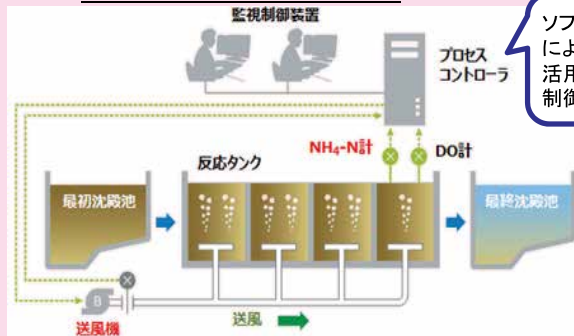 監視制御装置
ソフ
によ
活用
制御
プロセス
コントローラ
NH4-N計
DO計
反応タンク
最初沈殿池
最終沈殿池
B
送風機
送風